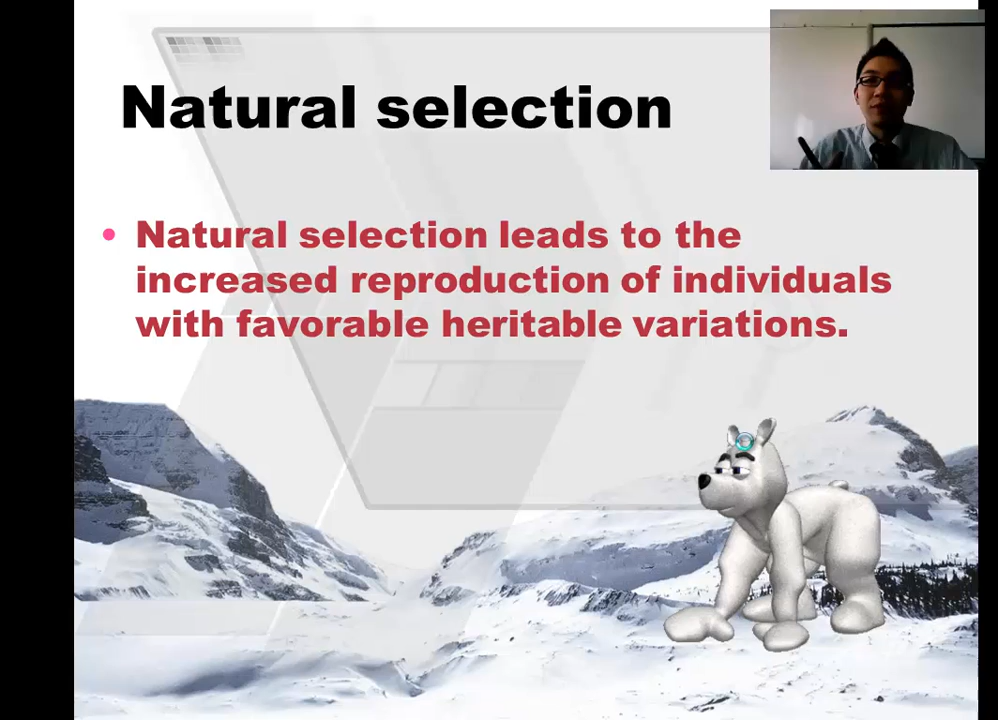 Natural selection
• Natural selection leads to the
increased reproduction of individuals
with favorable heritable variations.